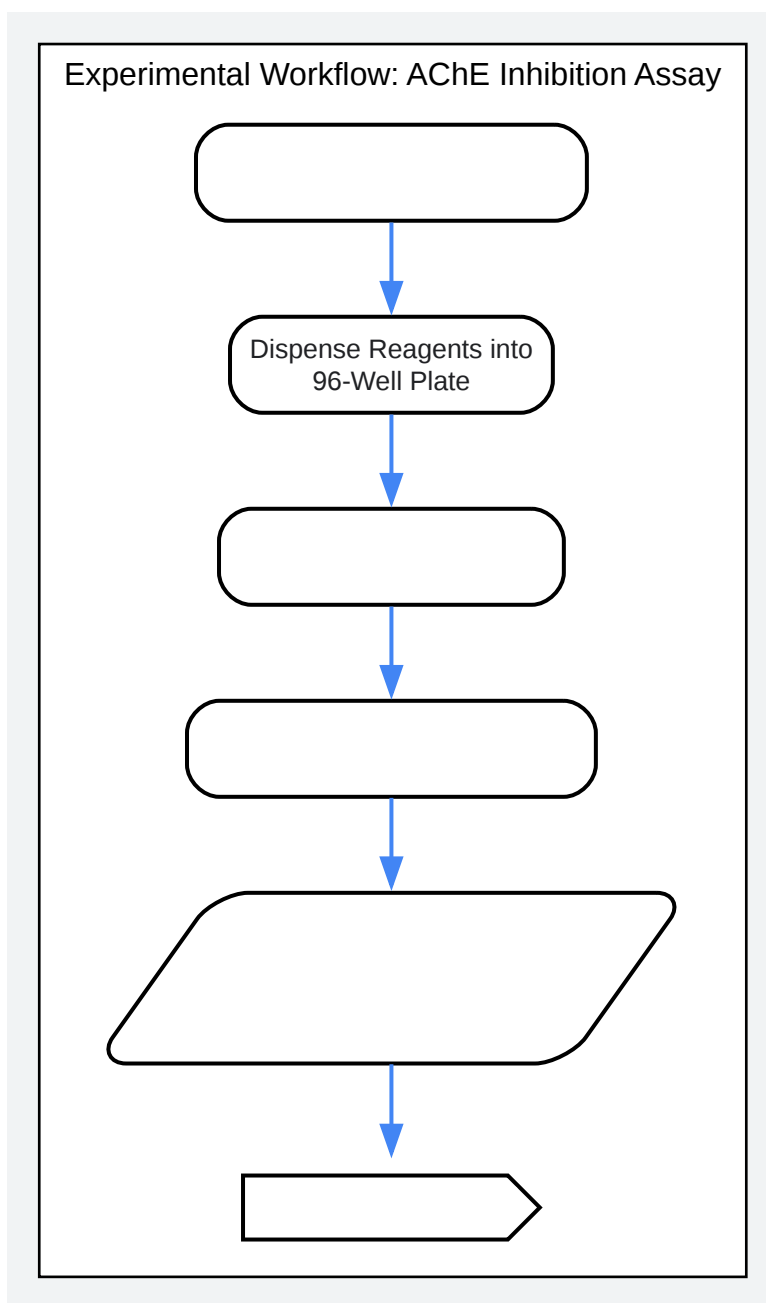 Experimental Workflow: AChE Inhibition Assay
Dispense Reagents into
96-Well Plate